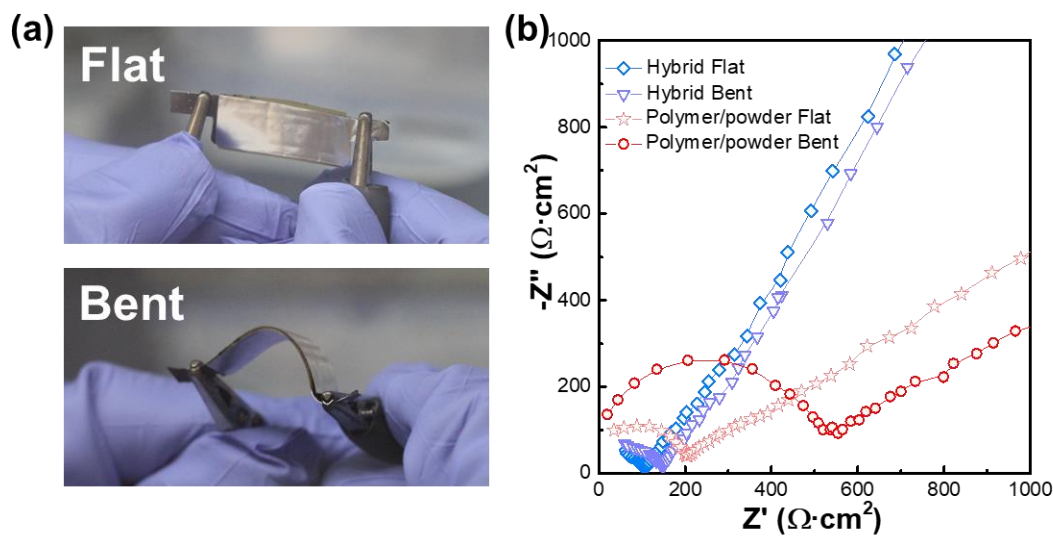 (a)
Flat
Bent
(b)
1000
800
600
400
200
0
-Z" (Ω·cm²)
Hybrid Flat
Hybrid Bent
Polymer/powder Flat
Polymer/powder Bent
0 200 400 600 800 1000
Z' (Ω·cm²)